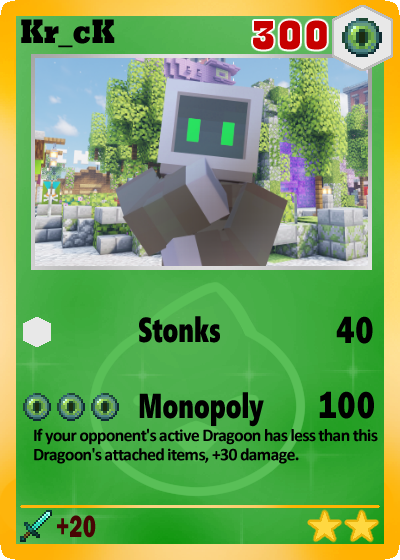 Kr_cK 300
Stonks 40
Monopoly 100
If your opponent's active Dragoon has less than this
Dragoon's attached items, +30 damage.
+20